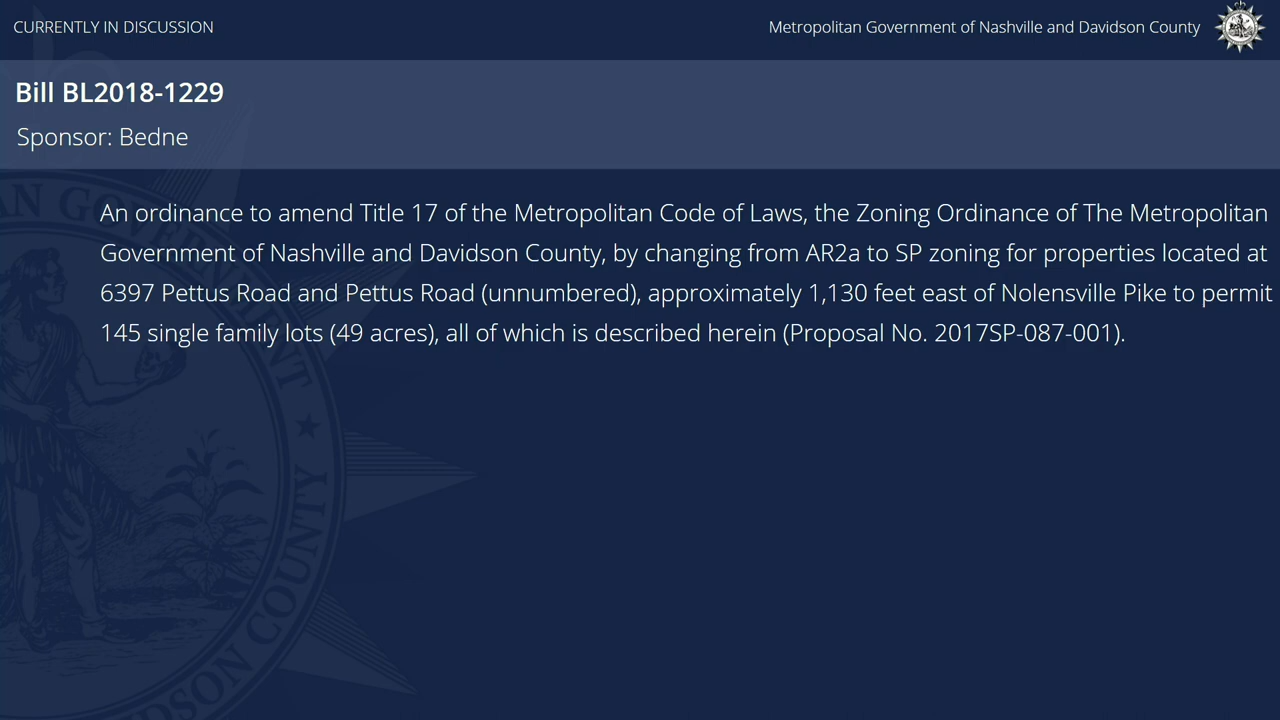 CURRENTLY IN DISCUSSION
Metropolitan Government of Nashville and Davidson County
Bill BL2018-1229
Sponsor: Bedne
An ordinance to amend Title 17 of the Metropolitan Code of Laws, the Zoning Ordinance of The Metropolitan
Government of Nashville and Davidson County, by changing from AR2a to SP zoning for properties located at
6397 Pettus Road and Pettus Road (unnumbered), approximately 1,130 feet east of Nolensville Pike to permit
145 single family lots (49 acres), all of which is described herein (Proposal No. 2017SP-087-001).
AN GOVERNMENT
DAVIDSON COUNTY